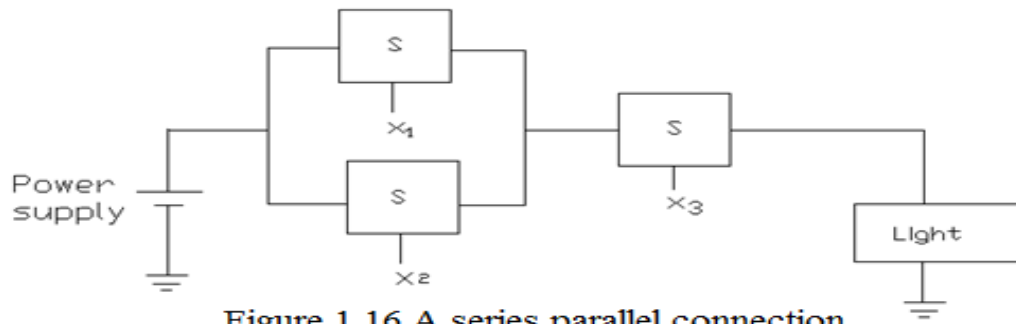 S
X1
Power
supply
S
X2
S
X3
Light
Figure 1.16 A series parallel connection